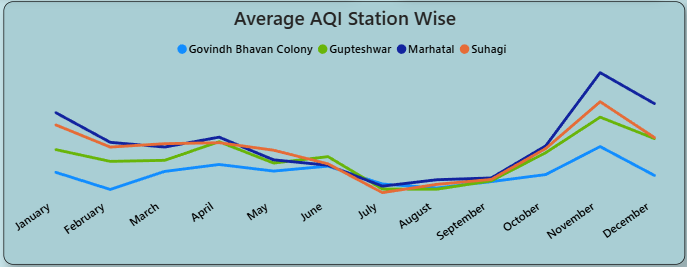 Average AQI Station Wise
Govindh Bhavan Colony Gupteshwar Marhatal Suhagi
January February March April May June July August September October November December